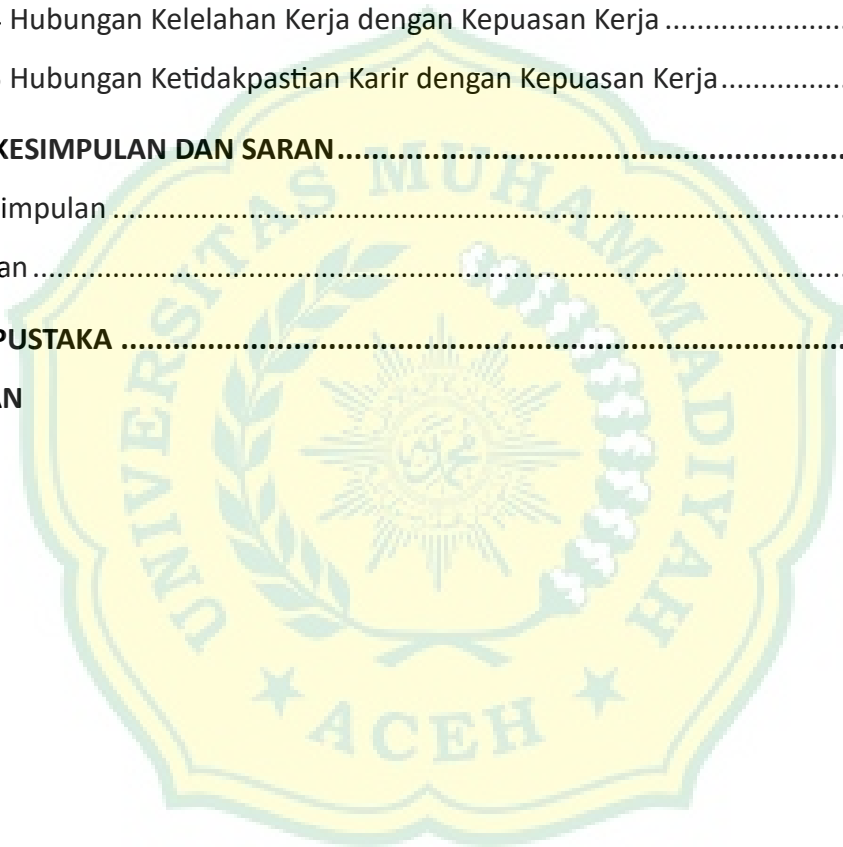 Hubungan Kelelahan Kerja dengan Kepuasan Kerja ....................
Hubungan Ketidakpastian Karir dengan Kepuasan Kerja ....................
KESIMPULAN DAN SARAN ....................
impulan ....................
an ....................
PUSTAKA ....................
AN
UNIVERSITAS MUHAMMADIYAH
★ ACEH ★